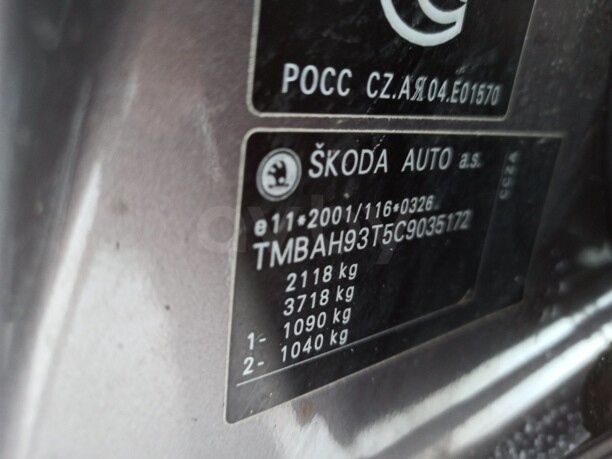 РОСС CZ.АЯ04.Е01570
ŠKODA AUTO a.s.
CCZA
e11*2001/116*0326
TMBAH93T5C9035172
2118 kg
3718 kg
1- 1090 kg
2- 1040 kg